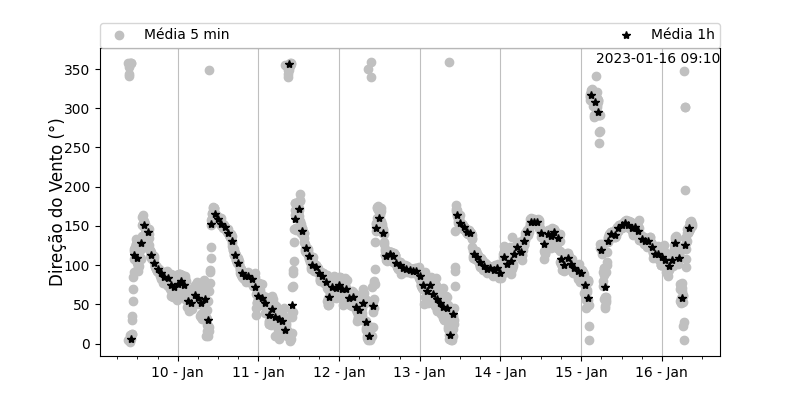 Média 5 min
Média 1h
2023-01-16 09:10
Direção do Vento (°)
350
300
250
200
150
100
50
0
10 - Jan
11 - Jan
12 - Jan
13 - Jan
14 - Jan
15 - Jan
16 - Jan